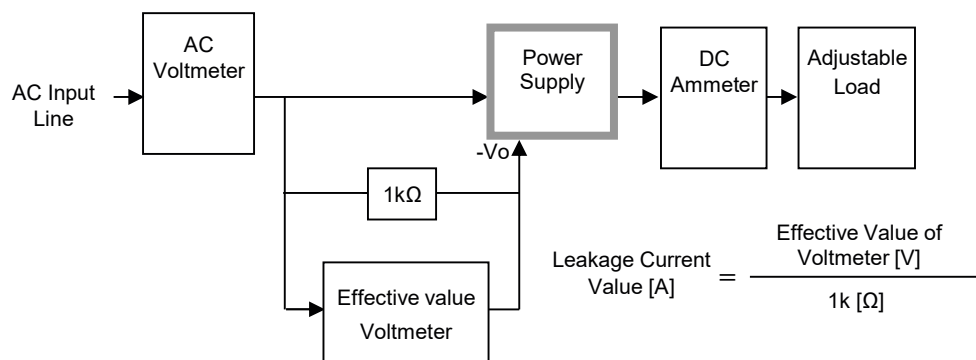 AC
Voltmeter
Power
Supply
DC
Ammeter
Adjustable
Load
AC Input
Line
-Vo
1kΩ
Effective value
Voltmeter
Leakage Current
Value [A]
=
Effective Value of
Voltmeter [V]
1k [Ω]